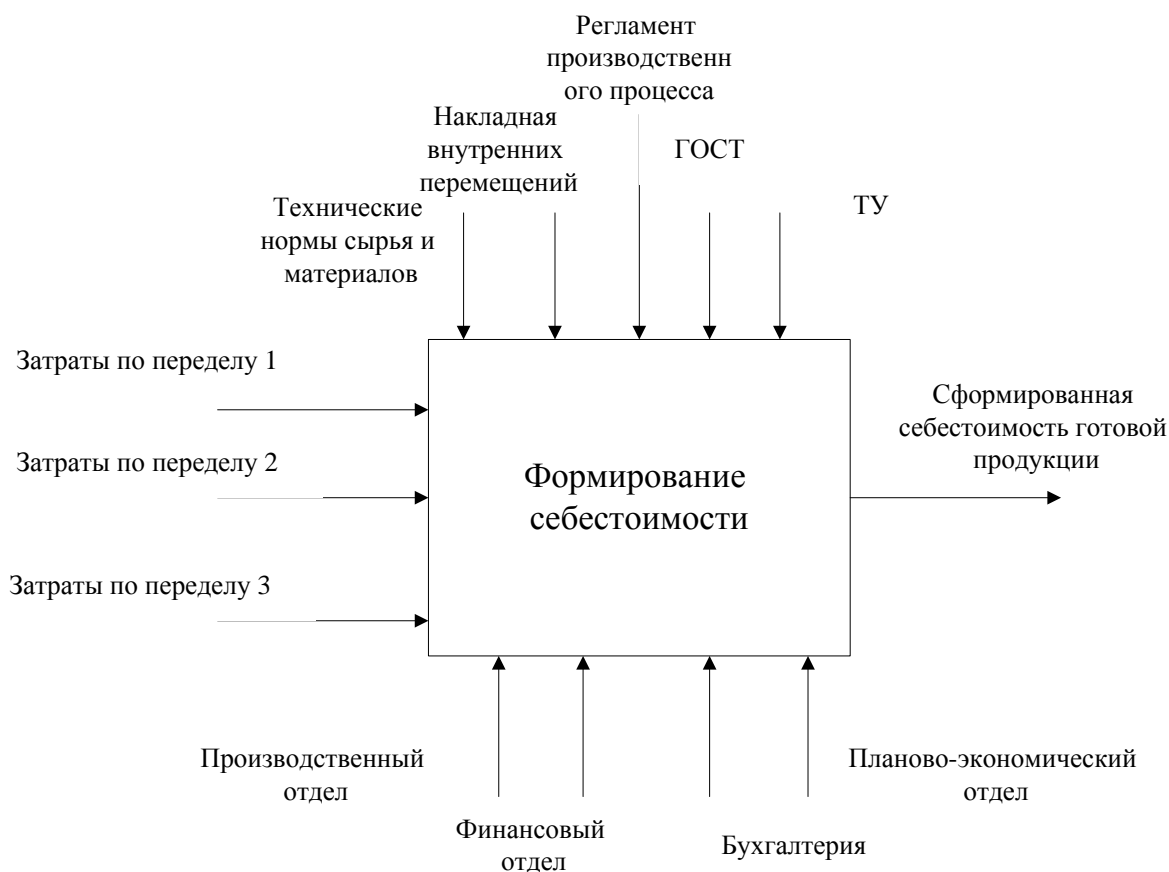 Регламент
производственн
ого процесса
Накладная
внутренних
перемещений
ГОСТ
Технические
нормы сырья и
материалов
ТУ
Затраты по переделу 1
Затраты по переделу 2
Затраты по переделу 3
Формирование
себестоимости
Сформированная
себестоимость готовой
продукции
Производственный
отдел
Финансовый
отдел
Бухгалтерия
Планово-экономический
отдел